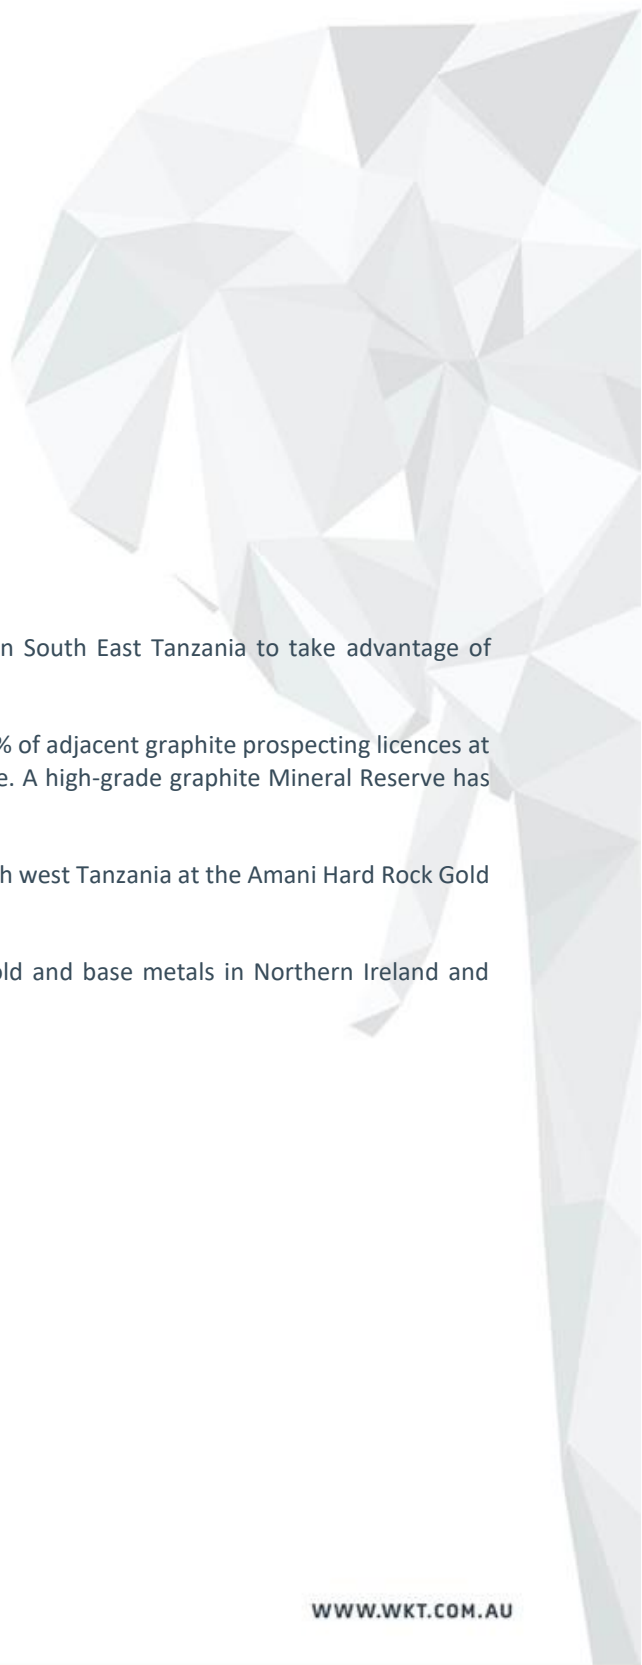 n South East Tanzania to take advantage of
% of adjacent graphite prospecting licences at
e. A high-grade graphite Mineral Reserve has
h west Tanzania at the Amani Hard Rock Gold
old and base metals in Northern Ireland and
WWW.WKT.COM.AU